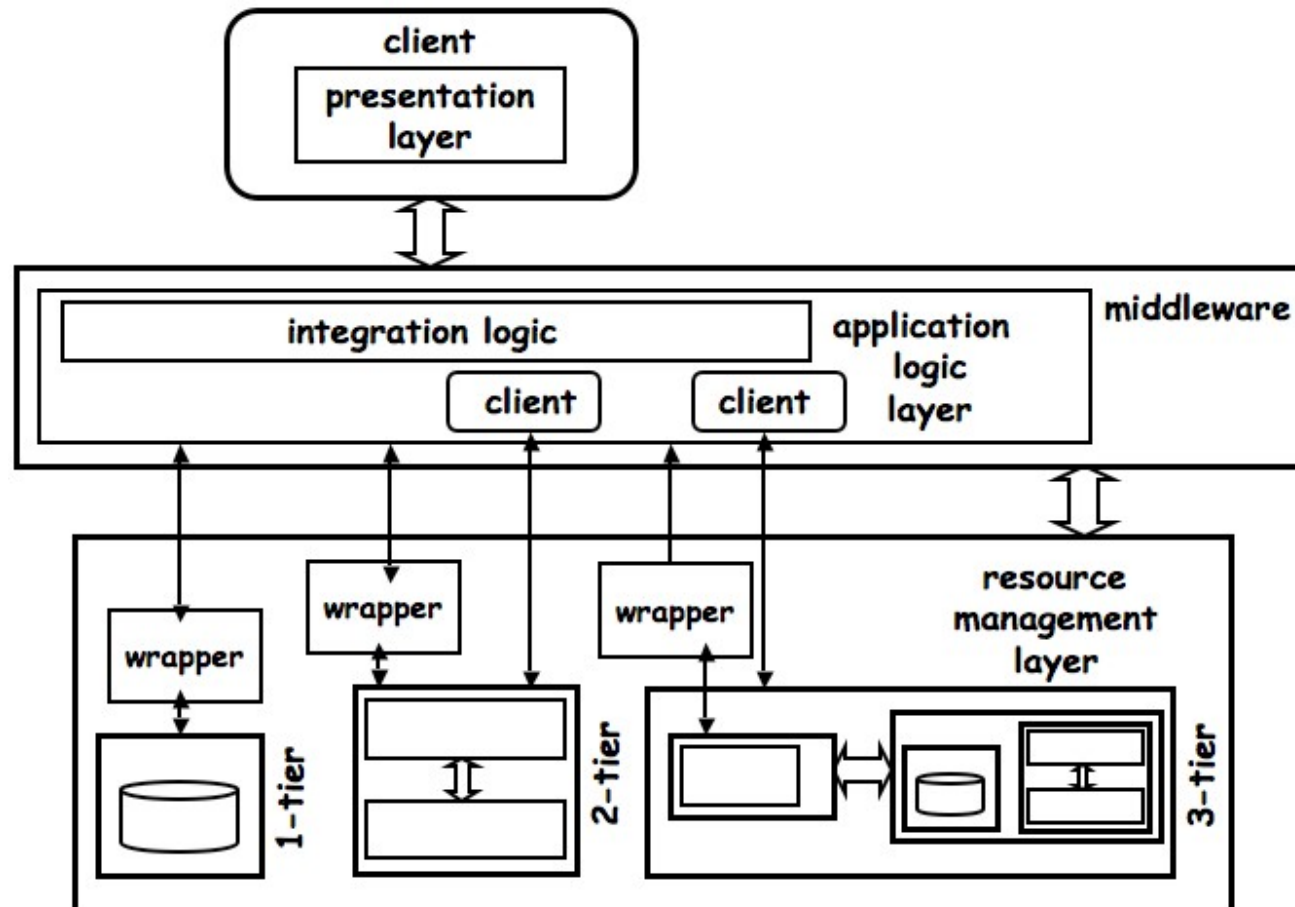 client
presentation
layer
middleware
integration logic
application
logic
layer
client
client
resource
management
layer
wrapper
wrapper
wrapper
1-tier
2-tier
3-tier